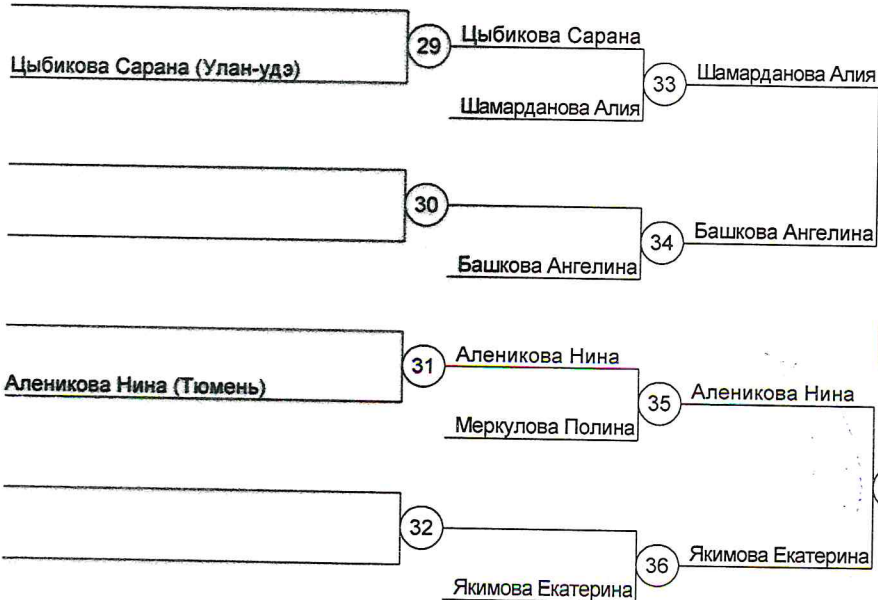 Цыбикова Сарана (Улан-удэ)
29
Цыбикова Сарана
Шамарданова Алия
33
Шамарданова Алия
30
Башкова Ангелина
34
Башкова Ангелина
Аленикова Нина (Тюмень)
31
Аленикова Нина
Меркулова Полина
35
Аленикова Нина
32
Якимова Екатерина
36
Якимова Екатерина